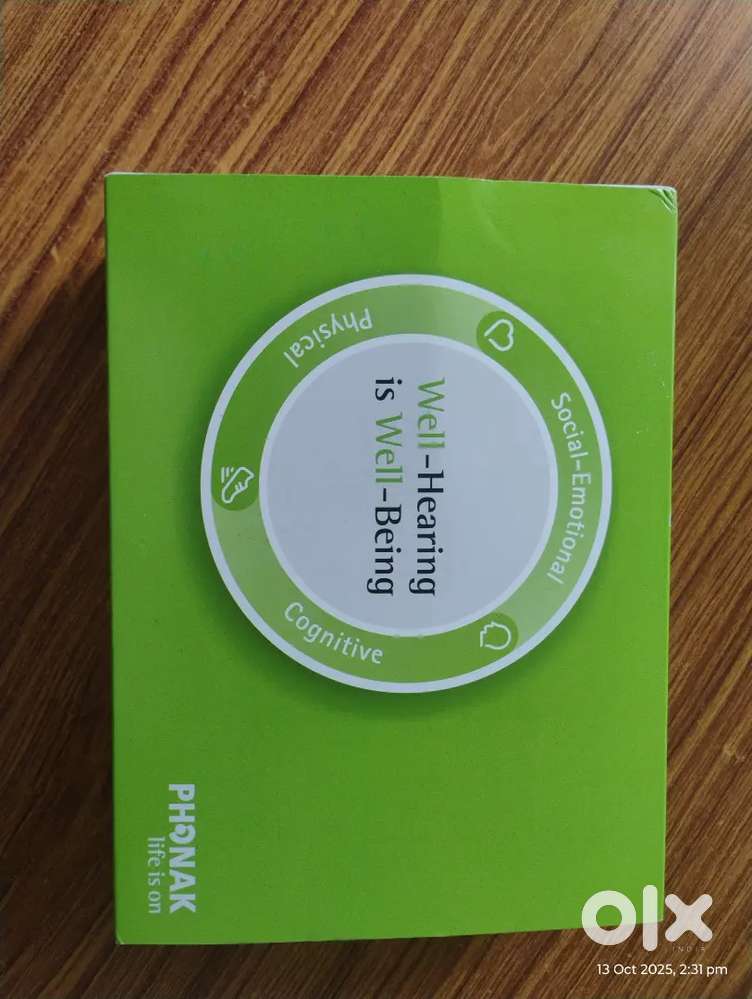 Social-Emotional
Physical
Well-Hearing
is Well-Being
Cognitive
PHONAK
life is on
olx
INDIA
13 Oct 2025, 2:31 pm